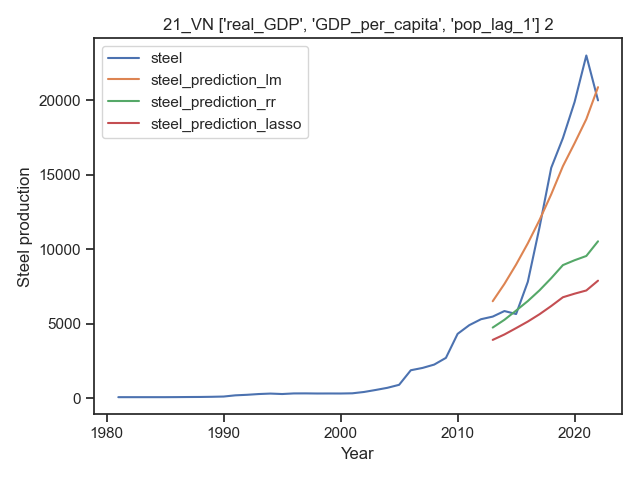 21_VN ['real_GDP', 'GDP_per_capita', 'pop_lag_1'] 2
steel
steel_prediction_lm
steel_prediction_rr
steel_prediction_lasso
Steel production
20000
15000
10000
5000
0
1980
1990
2000
2010
2020
Year